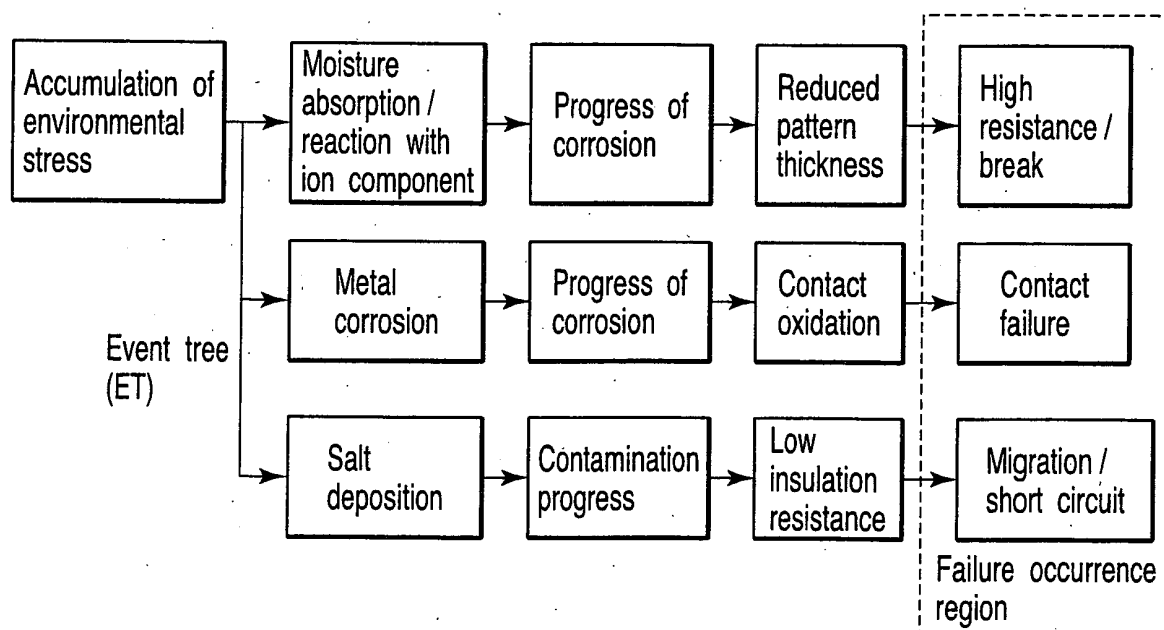 Accumulation of
environmental
stress
Moisture
absorption /
reaction with
ion component
Progress of
corrosion
Reduced
pattern
thickness
High
resistance /
break
Metal
corrosion
Progress of
corrosion
Contact
oxidation
Contact
failure
Event tree
(ET)
Salt
deposition
Contamination
progress
Low
insulation
resistance
Migration /
short circuit
Failure occurrence
region